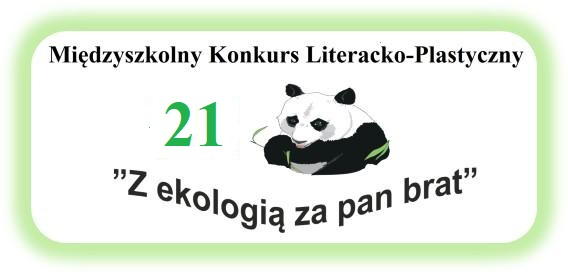 Międzyszkolny Konkurs Literacko-Plastyczny
21
”Z ekologią za pan brat”